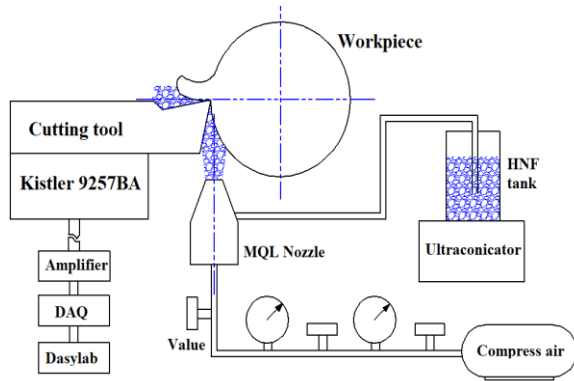 Workpiece
Cutting tool
Kistler 9257BA
HNF
tank
MQL Nozzle
Ultraconicator
Amplifier
DAQ
Value
Compress air
Dasylab